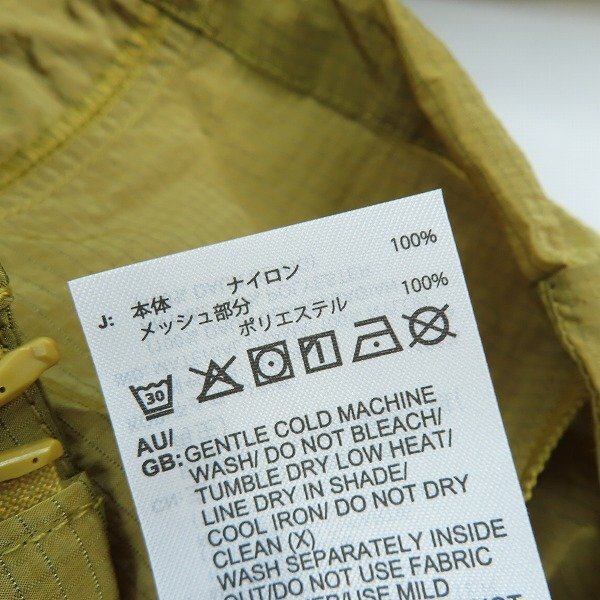 J: 本体 ナイロン 100%
メッシュ部分 ポリエステル 100%
30
AU/
GB: GENTLE COLD MACHINE
WASH/ DO NOT BLEACH/
TUMBLE DRY LOW HEAT/
LINE DRY IN SHADE/
COOL IRON/ DO NOT DRY
CLEAN (X)
WASH SEPARATELY INSIDE
OUT/DO NOT USE FABRIC
USE MILD